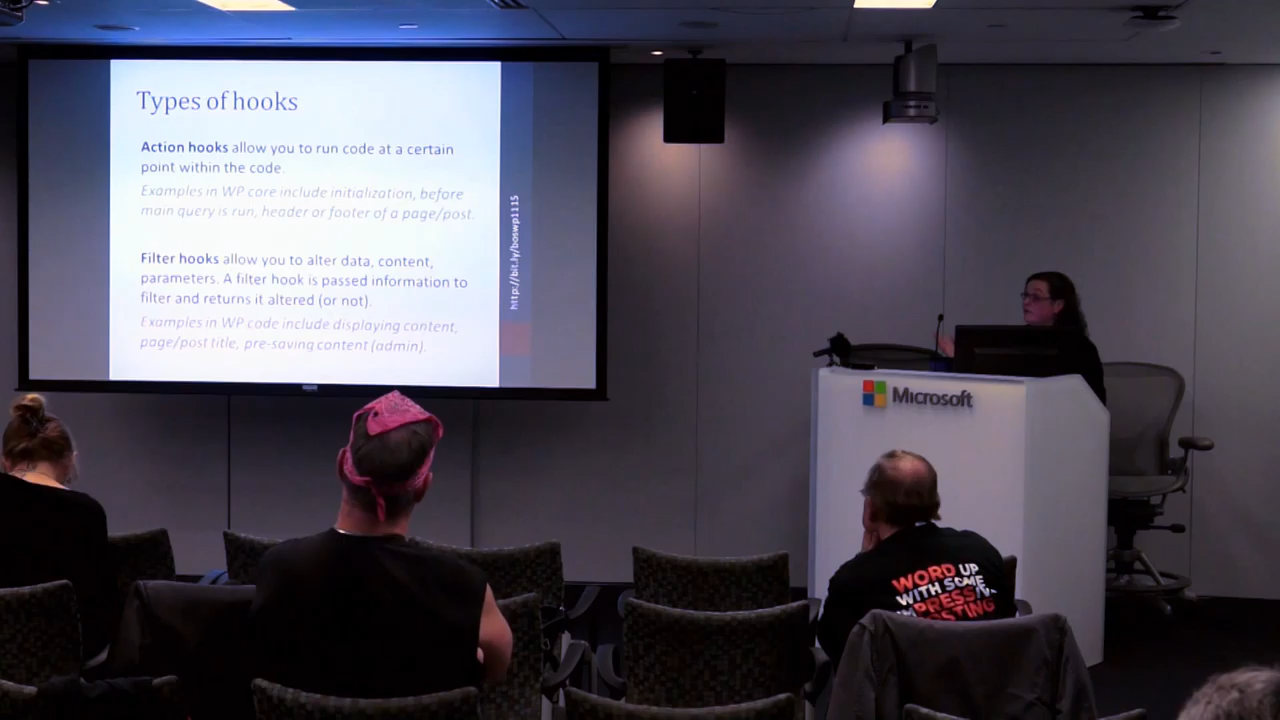 Types of hooks
Action hooks allow you to run code at a certain
point within the code.
Examples in WP core include initialization, before
main query is run, header or footer of a page/post.
Filter hooks allow you to alter data, content,
parameters. A filter hook is passed information to
filter and returns it altered (or not).
Examples in WP code include displaying content,
page/post title, pre-saving content (admin).
http://bit.ly/boswp1115
Microsoft
WORD UP
WITH SOME